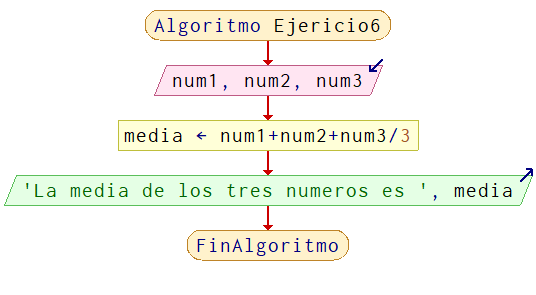 Algoritmo Ejericio6
num1, num2, num3
media ← num1+num2+num3/3
'La media de los tres numeros es ', media
FinAlgoritmo